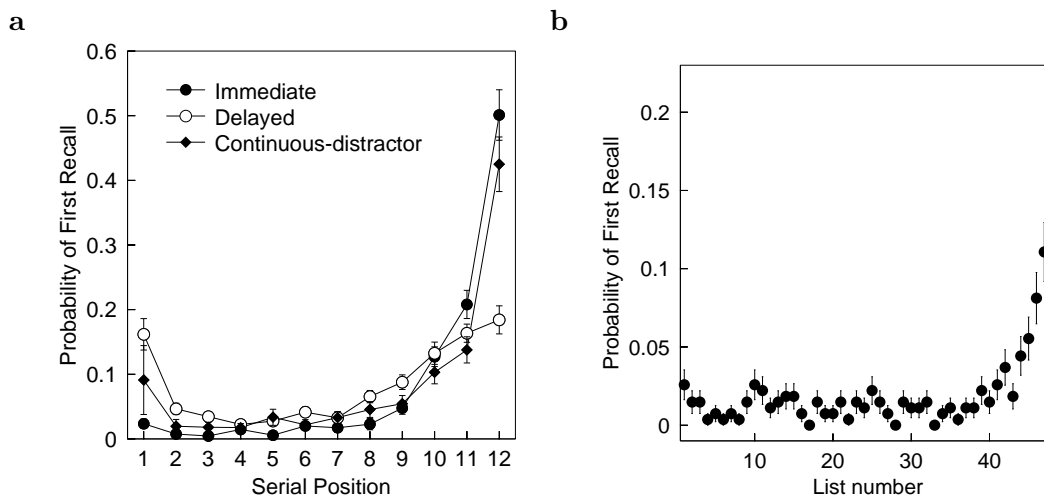 a
0.6
0.5
0.4
0.3
0.2
0.1
0
Probability of First Recall
Immediate
Delayed
Continuous-distractor
1 2 3 4 5 6 7 8 9 10 11 12
Serial Position
b
0.2
0.15
0.1
0.05
0
Probability of First Recall
10 20 30 40
List number